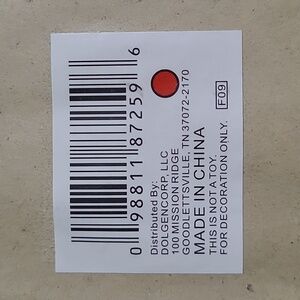 0 98811 87259 6
Distributed By:
DOLGENCORP, LLC
100 MISSION RIDGE
GOODLETTSVILLE, TN 37072-2170
MADE IN CHINA
THIS IS NOT A TOY.
FOR DECORATION ONLY.
F09